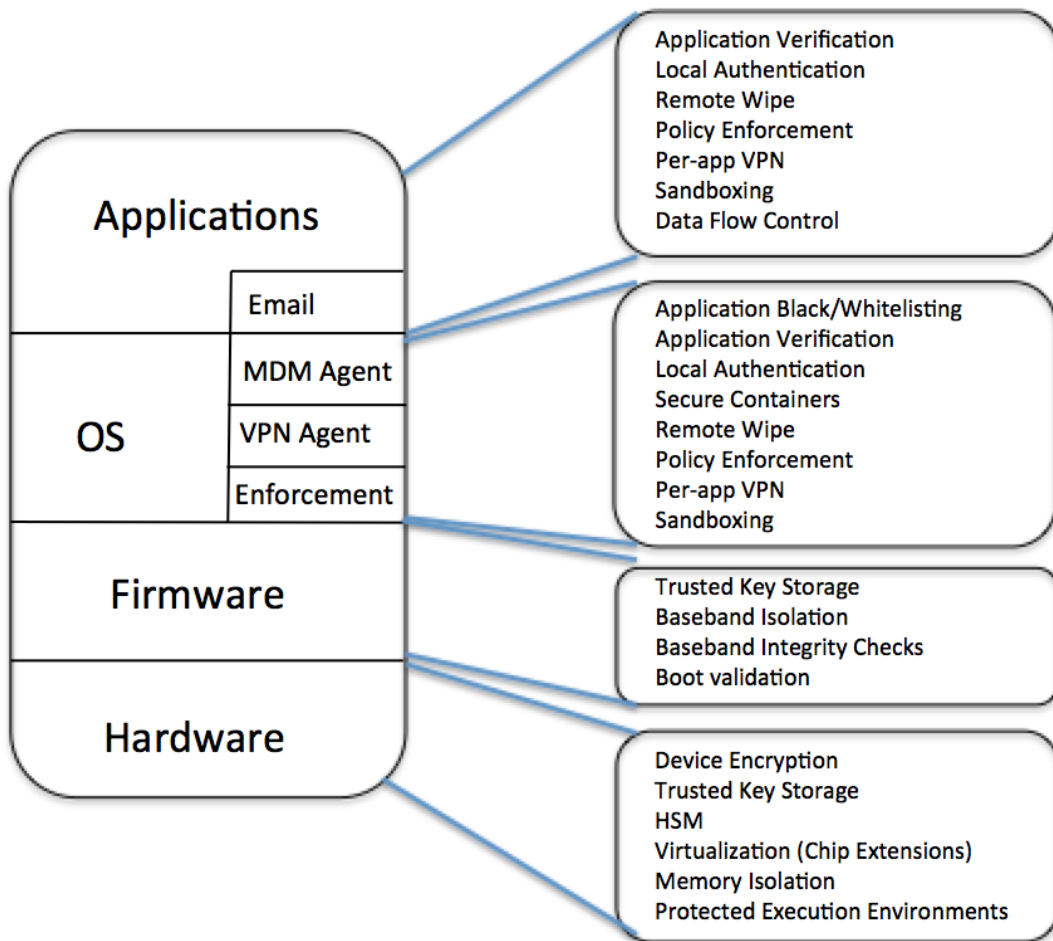 Applications
Email
OS
MDM Agent
VPN Agent
Enforcement
Firmware
Hardware
Application Verification
Local Authentication
Remote Wipe
Policy Enforcement
Per-app VPN
Sandboxing
Data Flow Control
Application Black/Whitelisting
Application Verification
Local Authentication
Secure Containers
Remote Wipe
Policy Enforcement
Per-app VPN
Sandboxing
Trusted Key Storage
Baseband Isolation
Baseband Integrity Checks
Boot validation
Device Encryption
Trusted Key Storage
HSM
Virtualization (Chip Extensions)
Memory Isolation
Protected Execution Environments